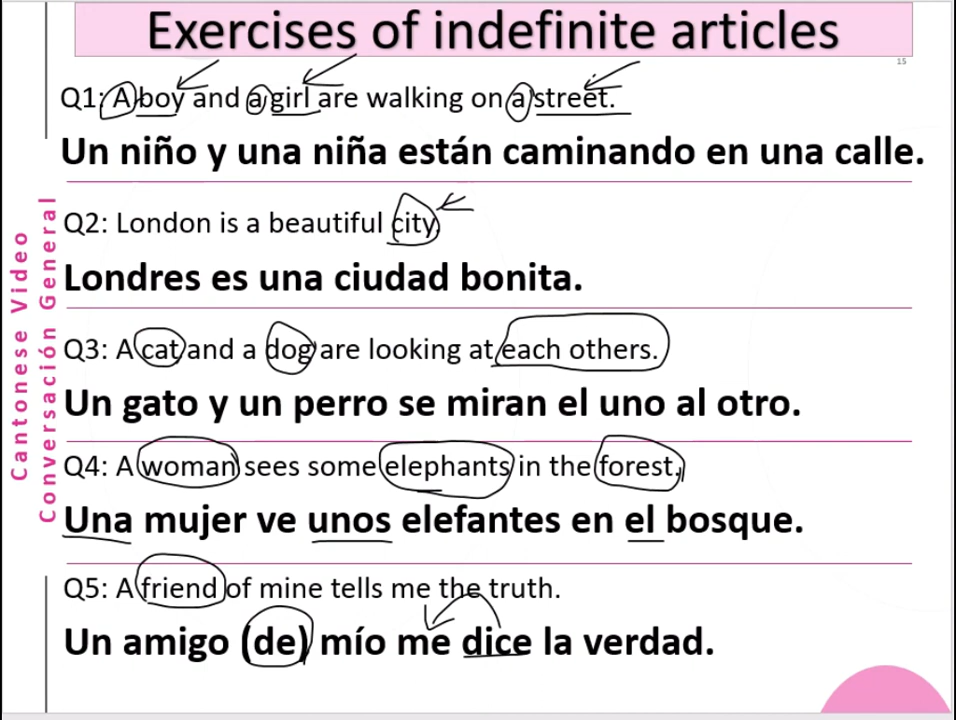 Exercises of indefinite articles
15
Q1: A boy and a girl are walking on a street.
Un niño y una niña están caminando en una calle.
Q2: London is a beautiful city.
Londres es una ciudad bonita.
Q3: A cat and a dog are looking at each others.
Un gato y un perro se miran el uno al otro.
Q4: A woman sees some elephants in the forest.
Una mujer ve unos elefantes en el bosque.
Q5: A friend of mine tells me the truth.
Un amigo (de) mío me dice la verdad.
Cantonese Video
Conversación General